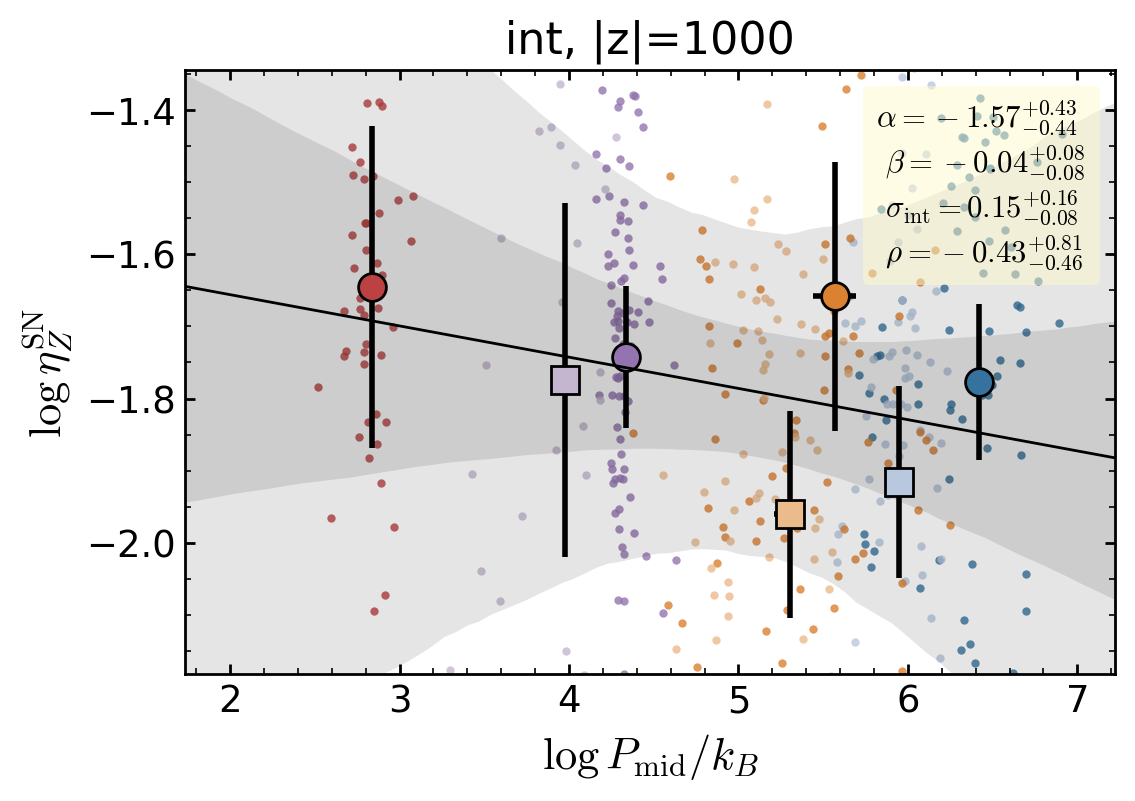 int, |z|=1000
−1.4
−1.6
−1.8
−2.0
log η_Z^SN
α = − 1.57^{+0.43}_{−0.44}
β = − 0.04^{+0.08}_{−0.08}
σ_int = 0.15^{+0.16}_{−0.08}
ρ = − 0.43^{+0.81}_{−0.46}
2 3 4 5 6 7
log P_mid/k_B